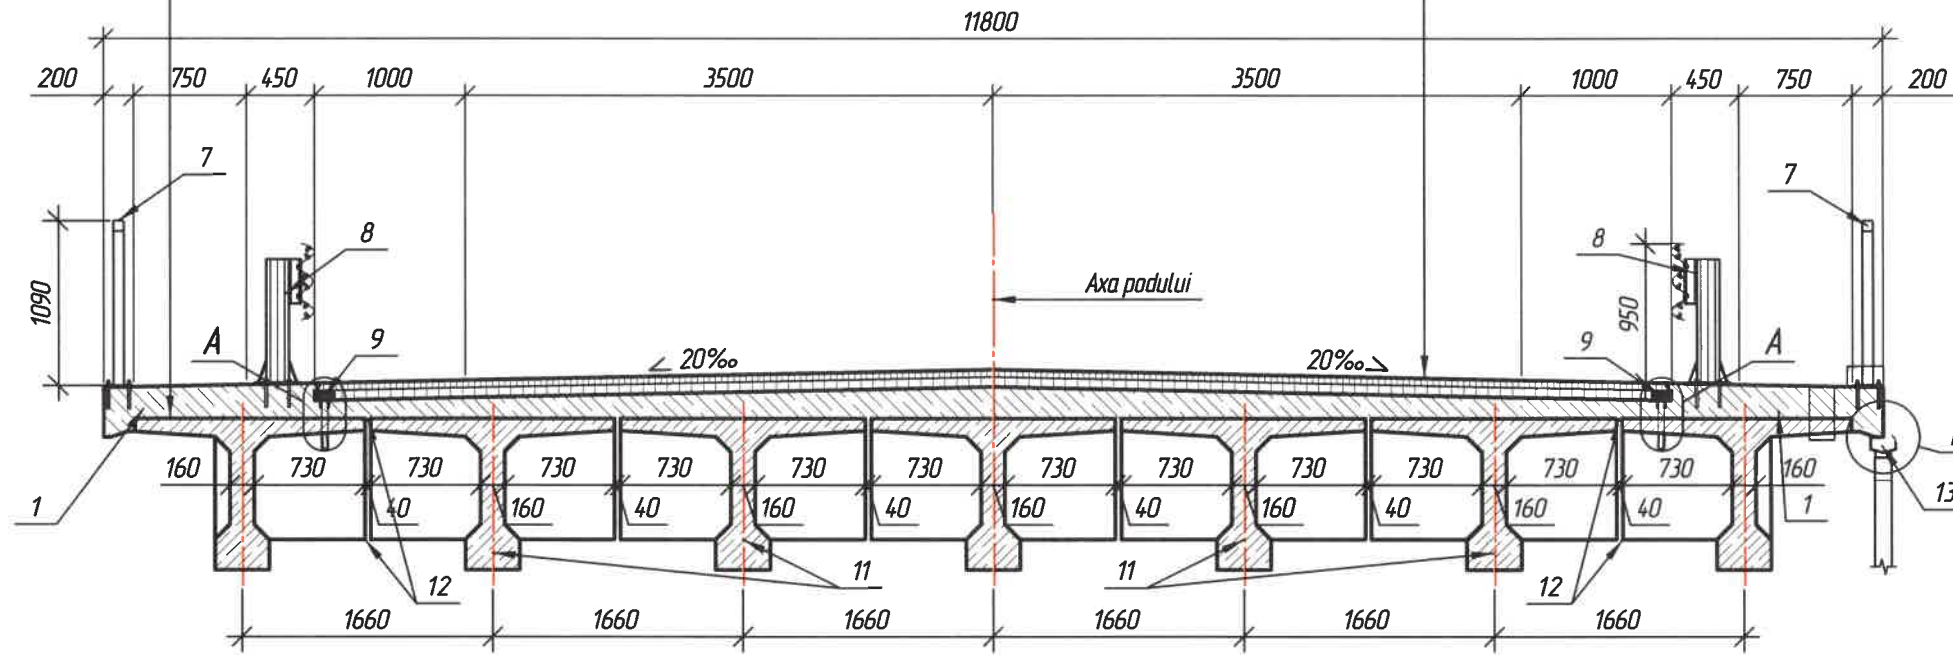 11800
200 750 450 1000 3500 3500 1000 450 750 200
7 7
8 8
1090
Axa podului
950
A 9 9 A
20‰ 20‰
160 730 730 730 730 730 730 730 730 730 730 730 730 160
1 40 160 40 160 40 160 40 160 40 160 40 1 13
12 11 11 12
1660 1660 1660 1660 1660 1660